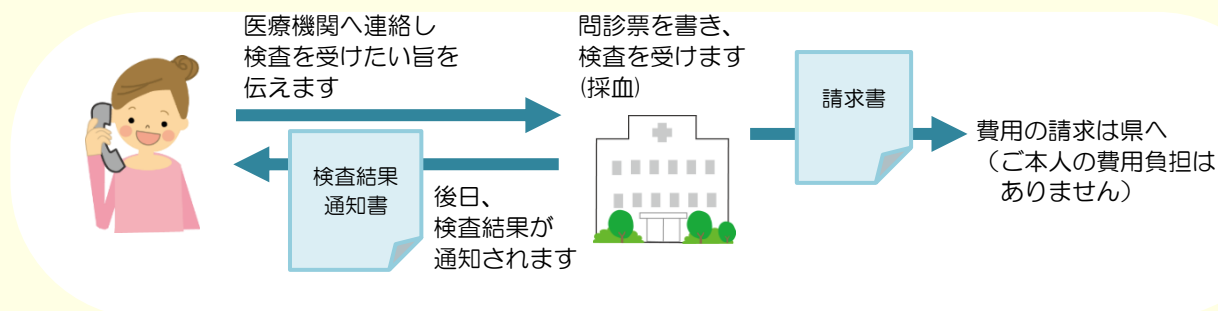 医療機関へ連絡し
検査を受けたい旨を
伝えます
問診票を書き、
検査を受けます
(採血)
請求書
費用の請求は県へ
（ご本人の費用負担は
ありません）
検査結果
通知書
後日、
検査結果が
通知されます